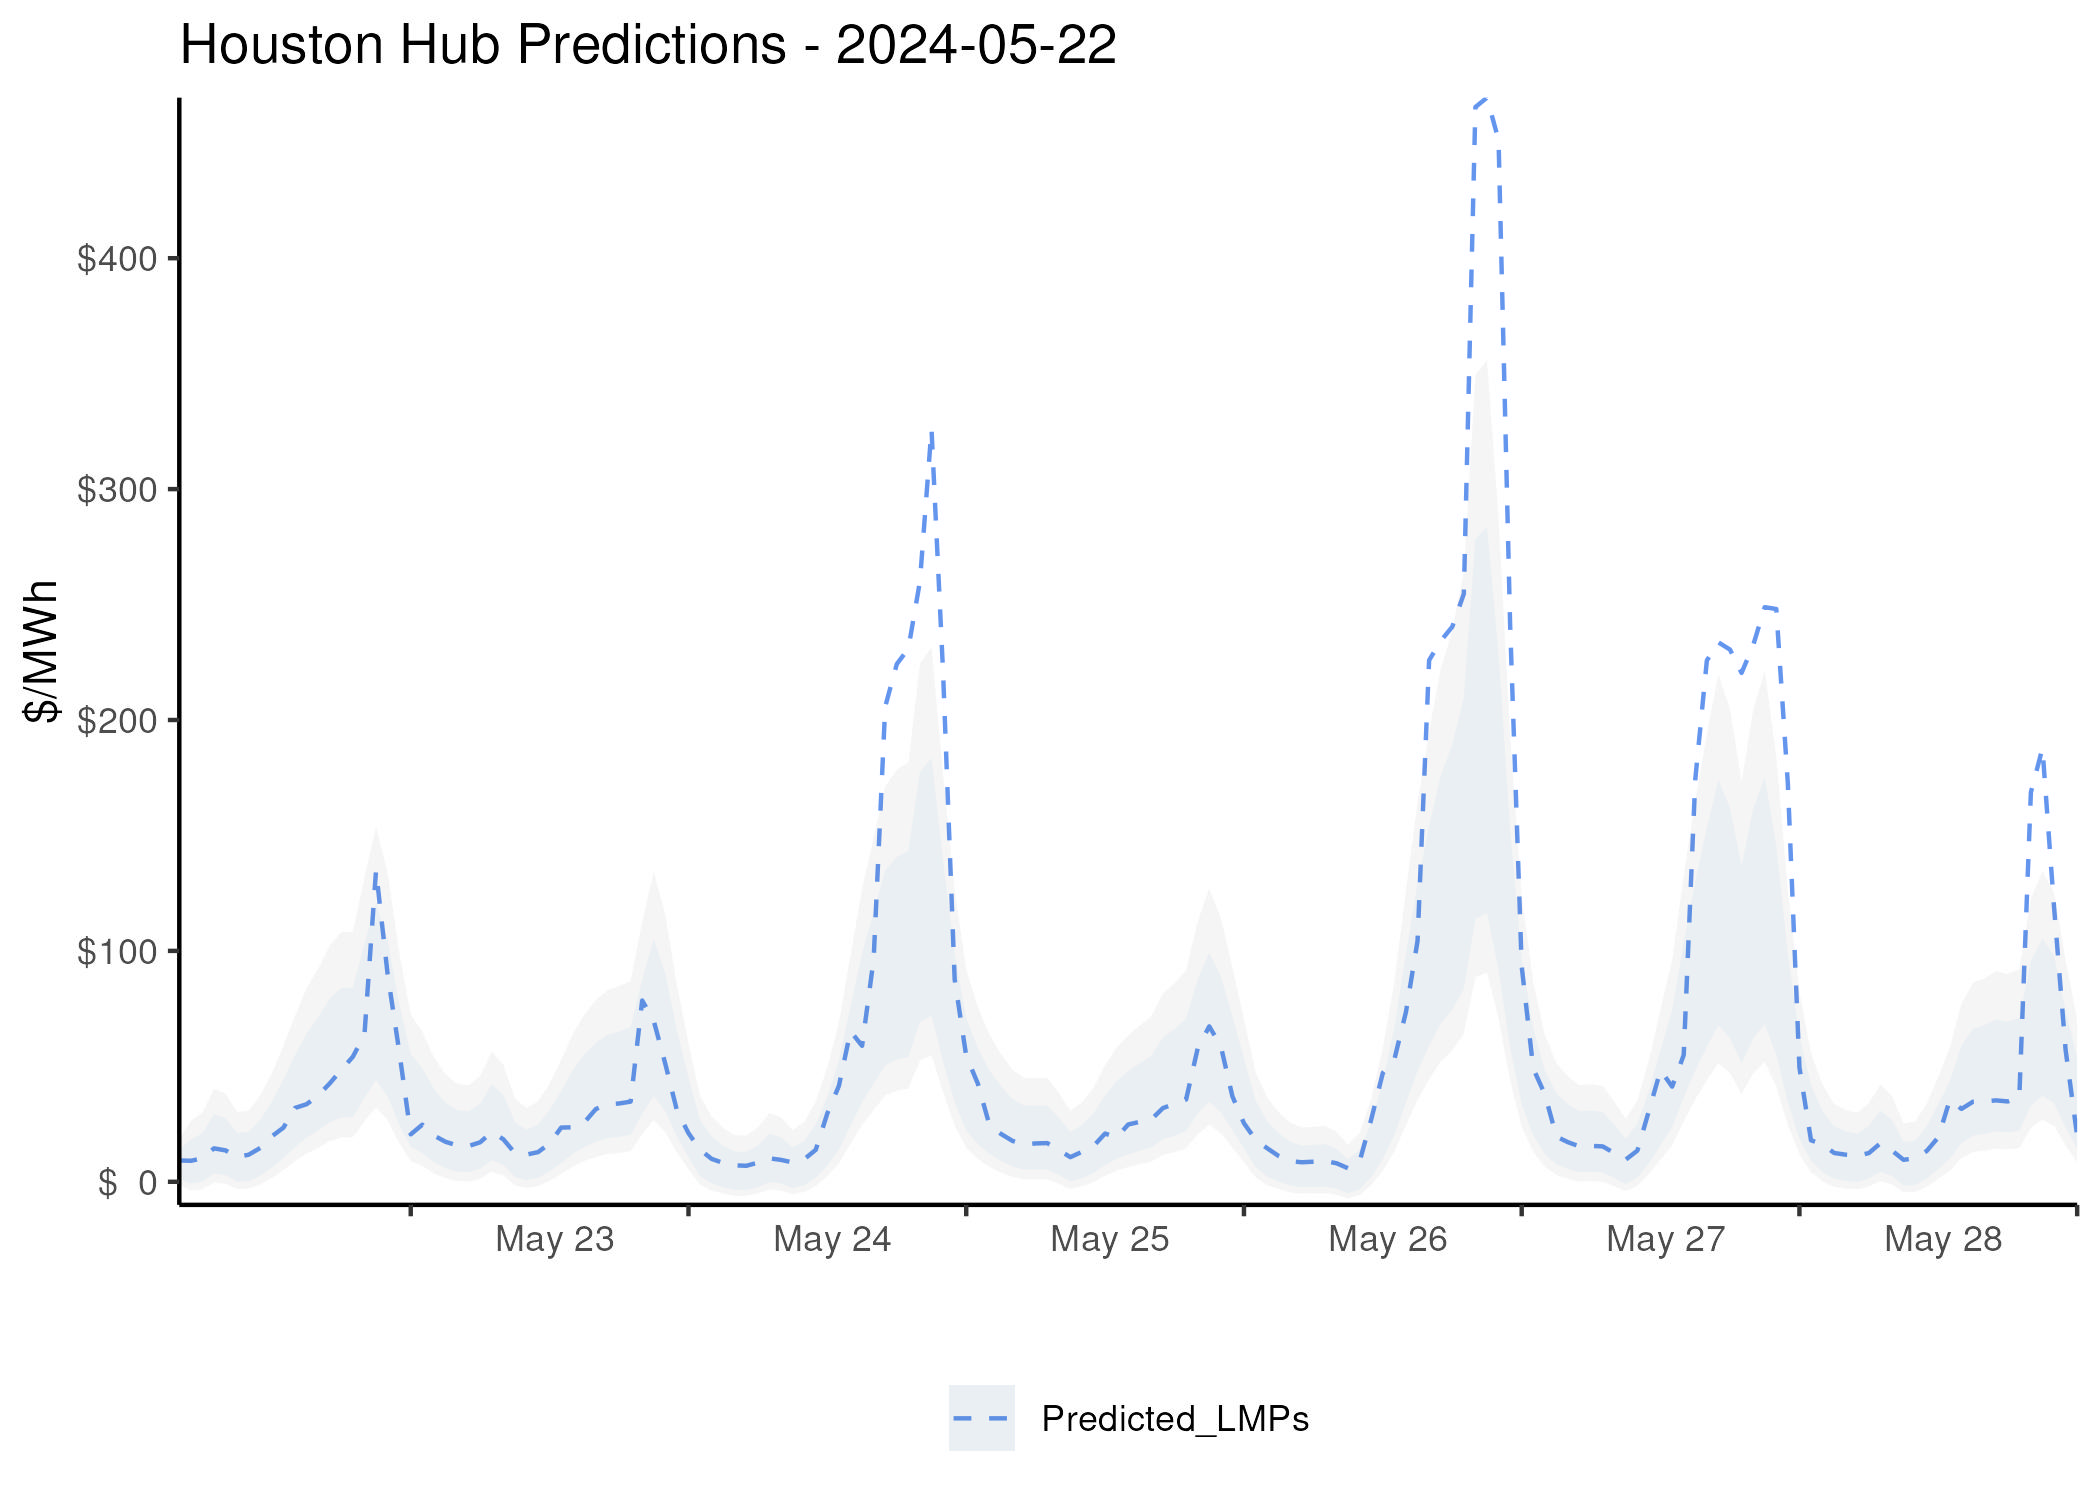 Houston Hub Predictions - 2024-05-22
$/MWh
$400
$300
$200
$100
$  0
May 23
May 24
May 25
May 26
May 27
May 28
Predicted_LMPs